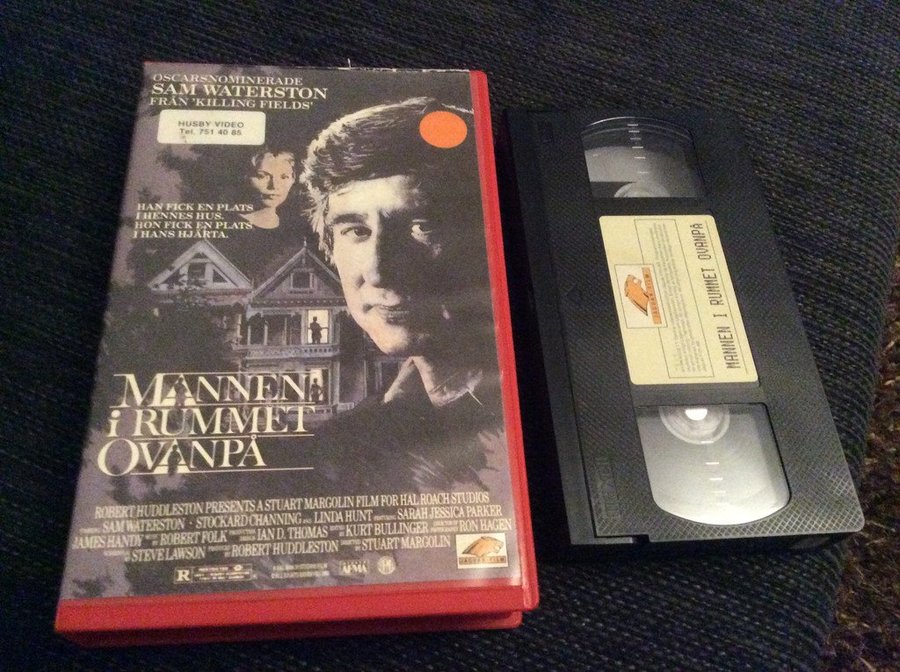 OSCARSNOMINERADE
SAM WATERSTON
FRÅN 'KILLING FIELDS'
HUSBY VIDEO
Tel. 751 40 85
HAN FICK EN PLATS
I HENNES HUS.
HON FICK EN PLATS
I HANS HJÄRTA.
MANNEN
i RUMMET
OVANPÅ
ROBERT HUDDLESTON PRESENTS A STUART MARGOLIN FILM FOR HAL ROACH STUDIOS
SAM WATERSTON · STOCKARD CHANNING AND LINDA HUNT SARAH JESSICA PARKER
JAMES HANDY ROBERT FOLK IAN D. THOMAS KURT BULLINGER RON HAGEN
STEVE LAWSON ROBERT HUDDLESTON STUART MARGOLIN
R
MANNEN I RUMMET OVANPÅ